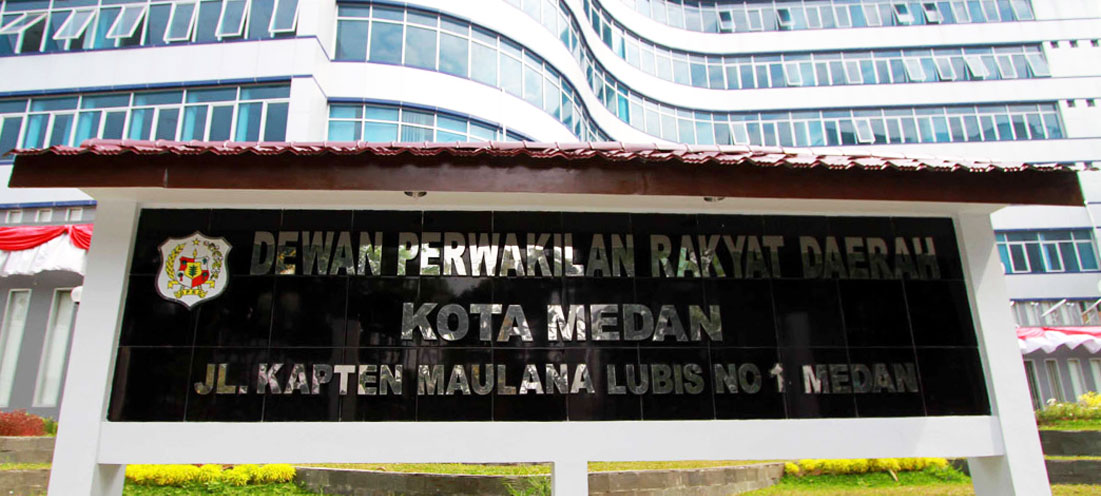 DEWAN PERWAKILAN RAKYAT DAERAH
KOTA MEDAN
JL. KAPTEN MAULANA LUBIS NO 1 MEDAN